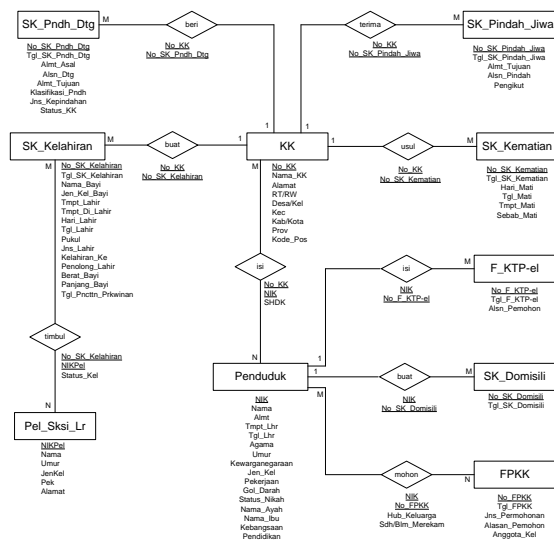 SK_Pndh_Dtg
No_SK_Pndh_Dtg
Tgl_SK_Pndh_Dtg
Almt_Asal
Alsn_Dtg
Almt_Tujuan
Klasifikasi_Pndh
Jns_Kepindahan
Status_KK
M
beri
No_KK
No_SK_Pndh_Dtg
1
terima
No_KK
No_SK_Pindah_Jiwa
1
M
SK_Pindah_Jiwa
No_SK_Pindah_Jiwa
Tgl_SK_Pindah_Jiwa
Almt_Tujuan
Alsn_Pindah
Pengikut
SK_Kelahiran
M
buat
1
No_KK
No_SK_Kelahiran
M
No_SK_Kelahiran
Tgl_SK_Kelahiran
Nama_Bayi
Jen_Kel_Bayi
Tmpt_Lahir
Tmpt_Di_Lahir
Hari_Lahir
Tgl_Lahir
Pukul
Jns_Lahir
Kelahiran_Ke
Penolong_Lahir
Berat_Bayi
Panjang_Bayi
Tgl_Pncttn_Prkwinan
KK
M
No_KK
Nama_KK
Alamat
RT/RW
Desa/Kel
Kec
Kab/Kota
Prov
Kode_Pos
1
usul
M
No_KK
No_SK_Kematian
SK_Kematian
No_SK_Kematian
Tgl_SK_Kematian
Hari_Mati
Tgl_Mati
Tmpt_Mati
Sebab_Mati
isi
No_KK
NIK
SHDK
N
isi
NIK
No_F_KTP-el
1
M
F_KTP-el
No_F_KTP-el
Tgl_F_KTP-el
Alsn_Pemohon
timbul
No_SK_Kelahiran
NIKPel
Status_Kel
N
Pel_Sksi_Lr
NIKPel
Nama
Umur
JenKel
Pek
Alamat
Penduduk
NIK
Nama
Almt
Tmpt_Lhr
Tgl_Lhr
Agama
Umur
Kewarganegaraan
Jen_Kel
Pekerjaan
Gol_Darah
Status_Nikah
Nama_Ayah
Nama_Ibu
Kebangsaan
Pendidikan
1
buat
M
NIK
No_SK_Domisili
SK_Domisili
No_SK_Domisili
Tgl_SK_Domisili
M
mohon
N
NIK
No_FPKK
Hub_Keluarga
Sdh/Blm_Merekam
FPKK
No_FPKK
Tgl_FPKK
Jns_Permohonan
Alasan_Pemohon
Anggota_Kel